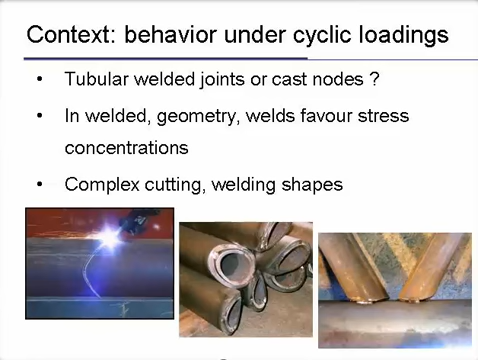 Context: behavior under cyclic loadings
• Tubular welded joints or cast nodes ?
• In welded, geometry, welds favour stress
concentrations
• Complex cutting, welding shapes